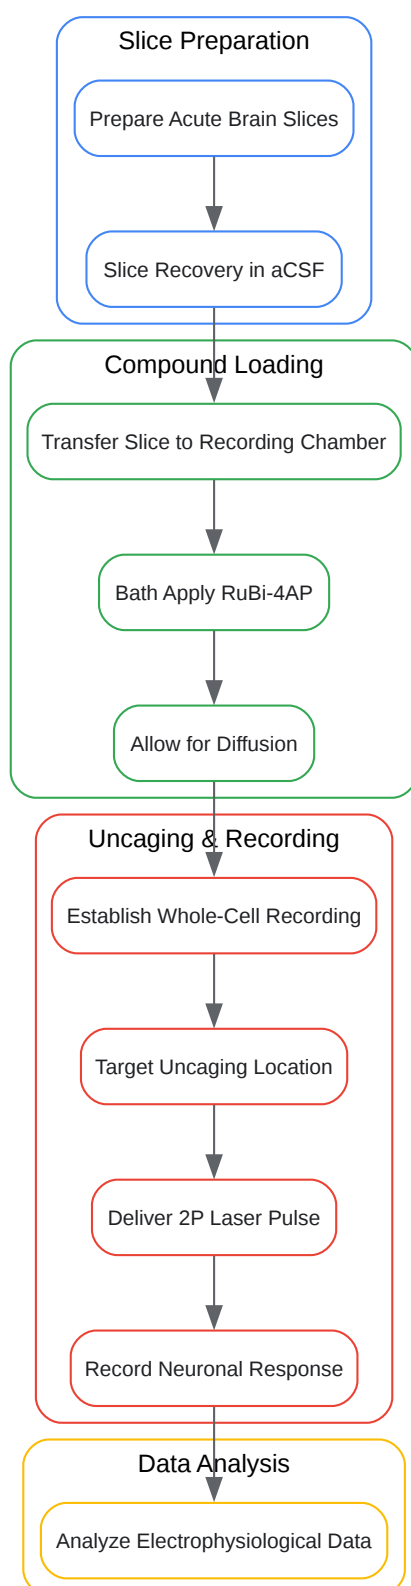 Slice Preparation
Prepare Acute Brain Slices
Slice Recovery in aCSF
Compound Loading
Transfer Slice to Recording Chamber
Bath Apply RuBi-4AP
Allow for Diffusion
Uncaging & Recording
Establish Whole-Cell Recording
Target Uncaging Location
Deliver 2P Laser Pulse
Record Neuronal Response
Data Analysis
Analyze Electrophysiological Data